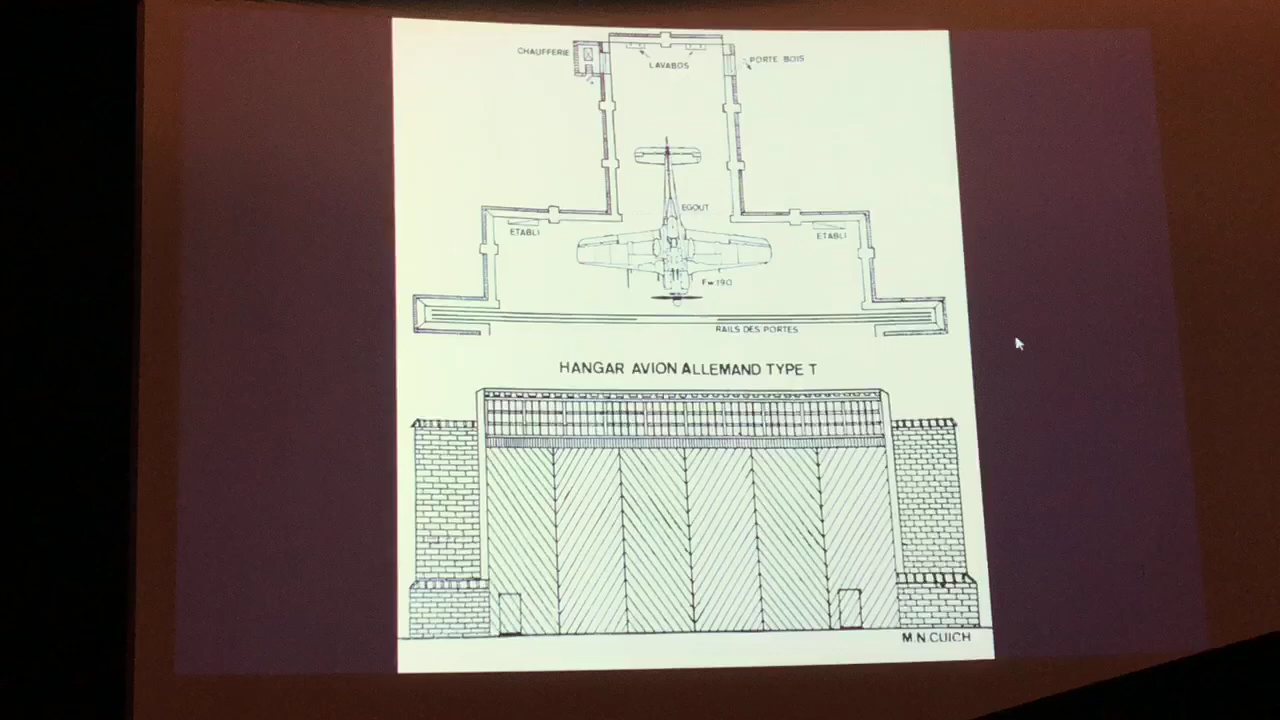 CHAUFFERIE
LAVABOS
PORTE BOIS
EGOUT
ETABLI
ETABLI
Fw 190
RAILS DES PORTES
HANGAR AVION ALLEMAND TYPE T
M.N.CUICH